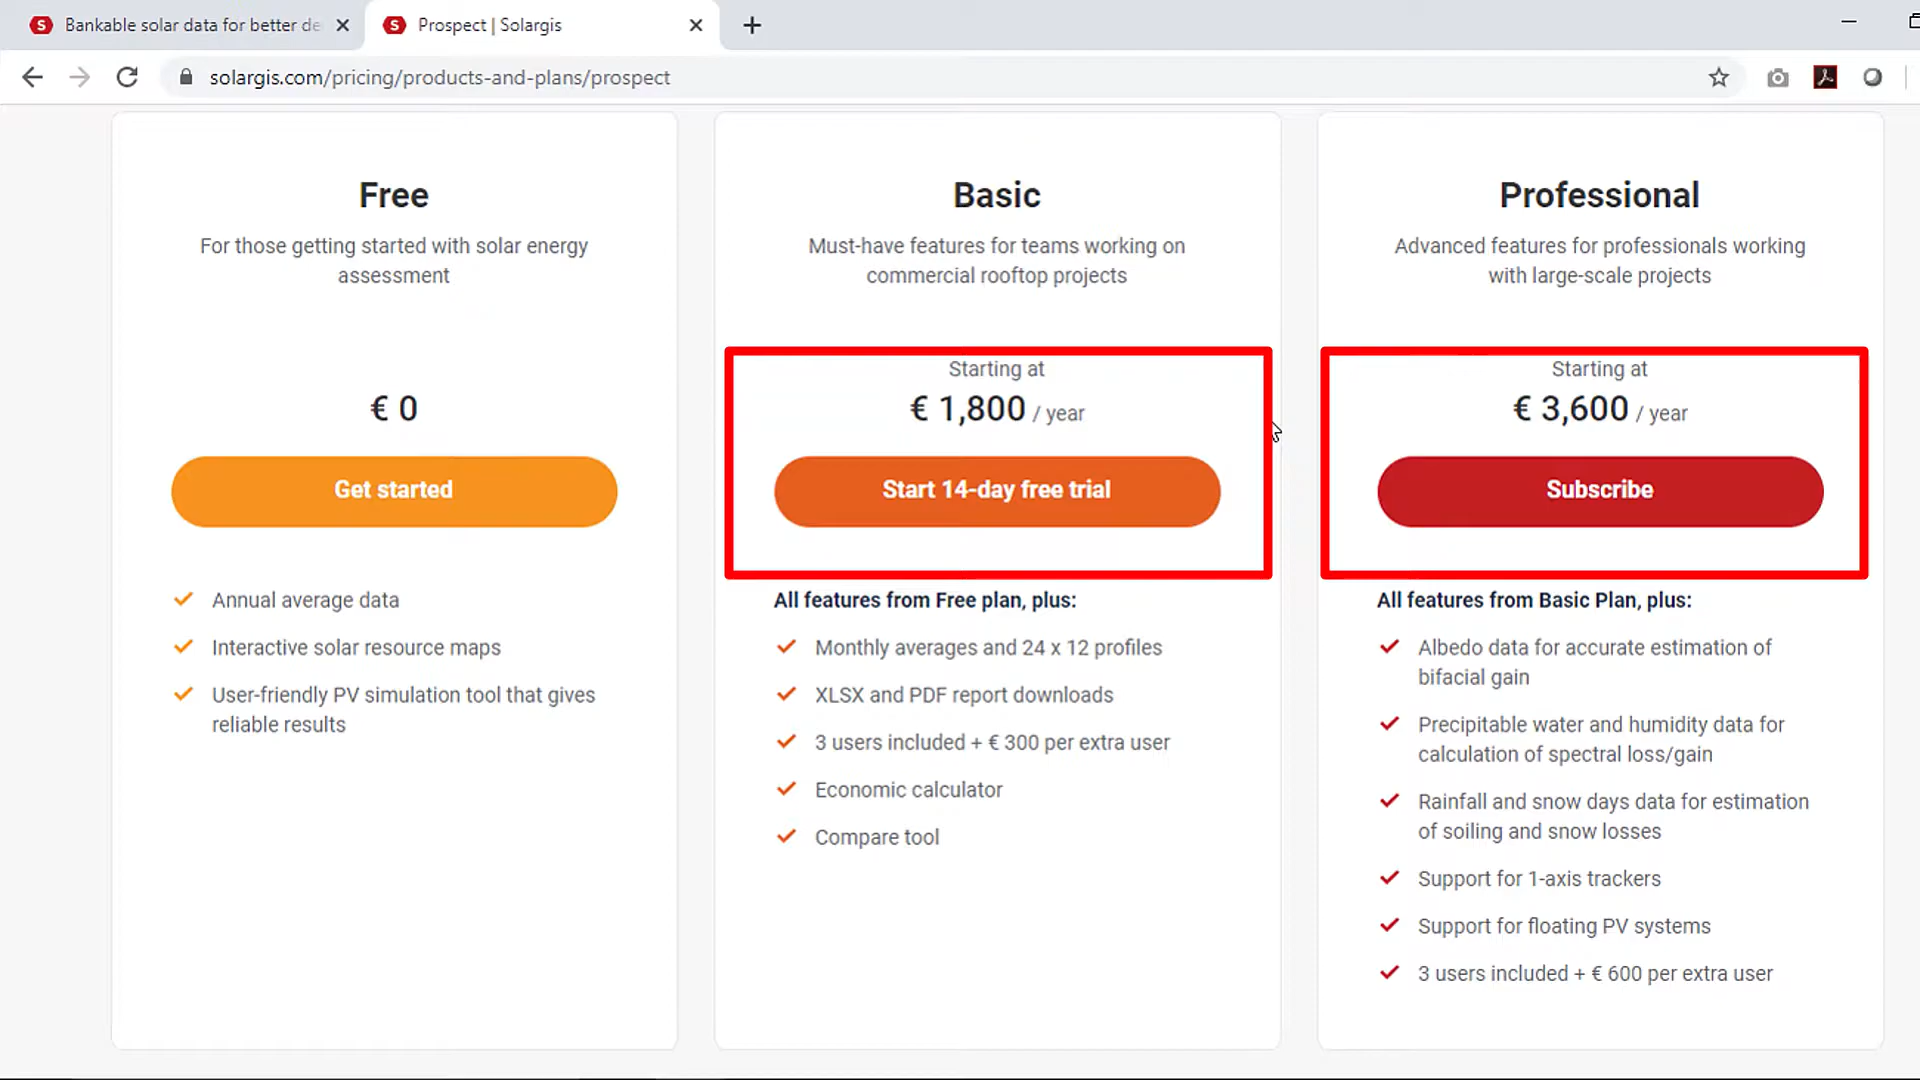 Bankable solar data for better de
Prospect | Solargis
solargis.com/pricing/products-and-plans/prospect
Free
For those getting started with solar energy
assessment
€ 0
Get started
Annual average data
Interactive solar resource maps
User-friendly PV simulation tool that gives
reliable results
Basic
Must-have features for teams working on
commercial rooftop projects
Starting at
€ 1,800 / year
Start 14-day free trial
All features from Free plan, plus:
Monthly averages and 24 x 12 profiles
XLSX and PDF report downloads
3 users included + € 300 per extra user
Economic calculator
Compare tool
Professional
Advanced features for professionals working
with large-scale projects
Starting at
€ 3,600 / year
Subscribe
All features from Basic Plan, plus:
Albedo data for accurate estimation of
bifacial gain
Precipitable water and humidity data for
calculation of spectral loss/gain
Rainfall and snow days data for estimation
of soiling and snow losses
Support for 1-axis trackers
Support for floating PV systems
3 users included + € 600 per extra user